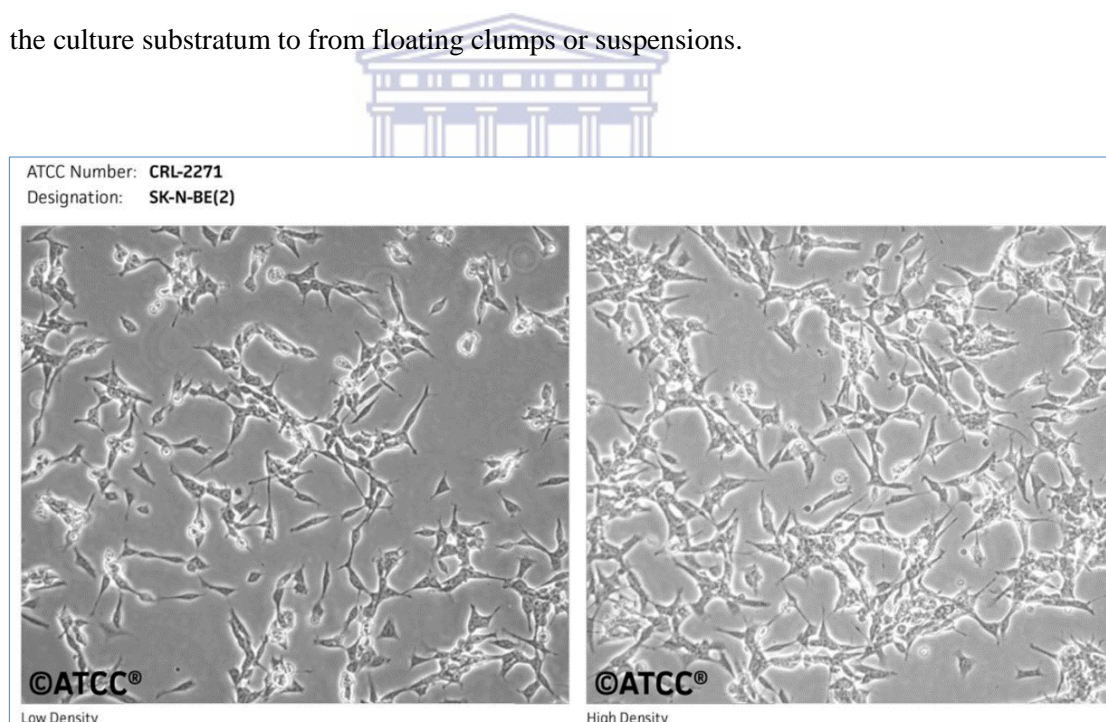 the culture substratum to from floating clumps or suspensions.
ATCC Number: CRL-2271
Designation: SK-N-BE(2)
©ATCC® ©ATCC®
Low Density High Density